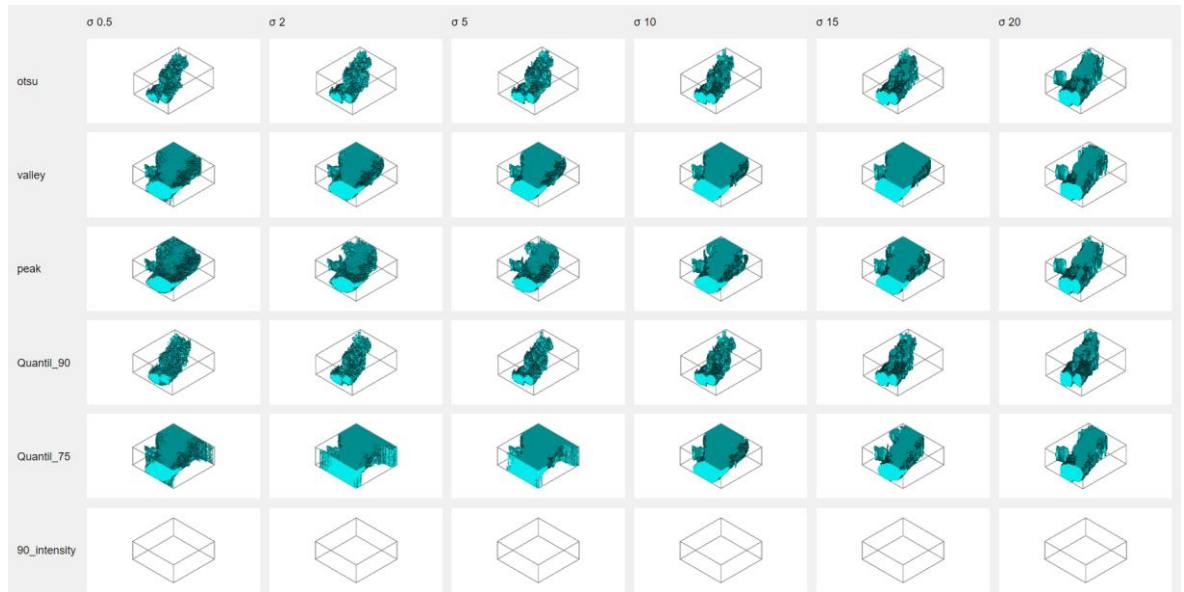 σ 0.5 σ 2 σ 5 σ 10 σ 15 σ 20
otsu
valley
peak
Quantil_90
Quantil_75
90_intensity